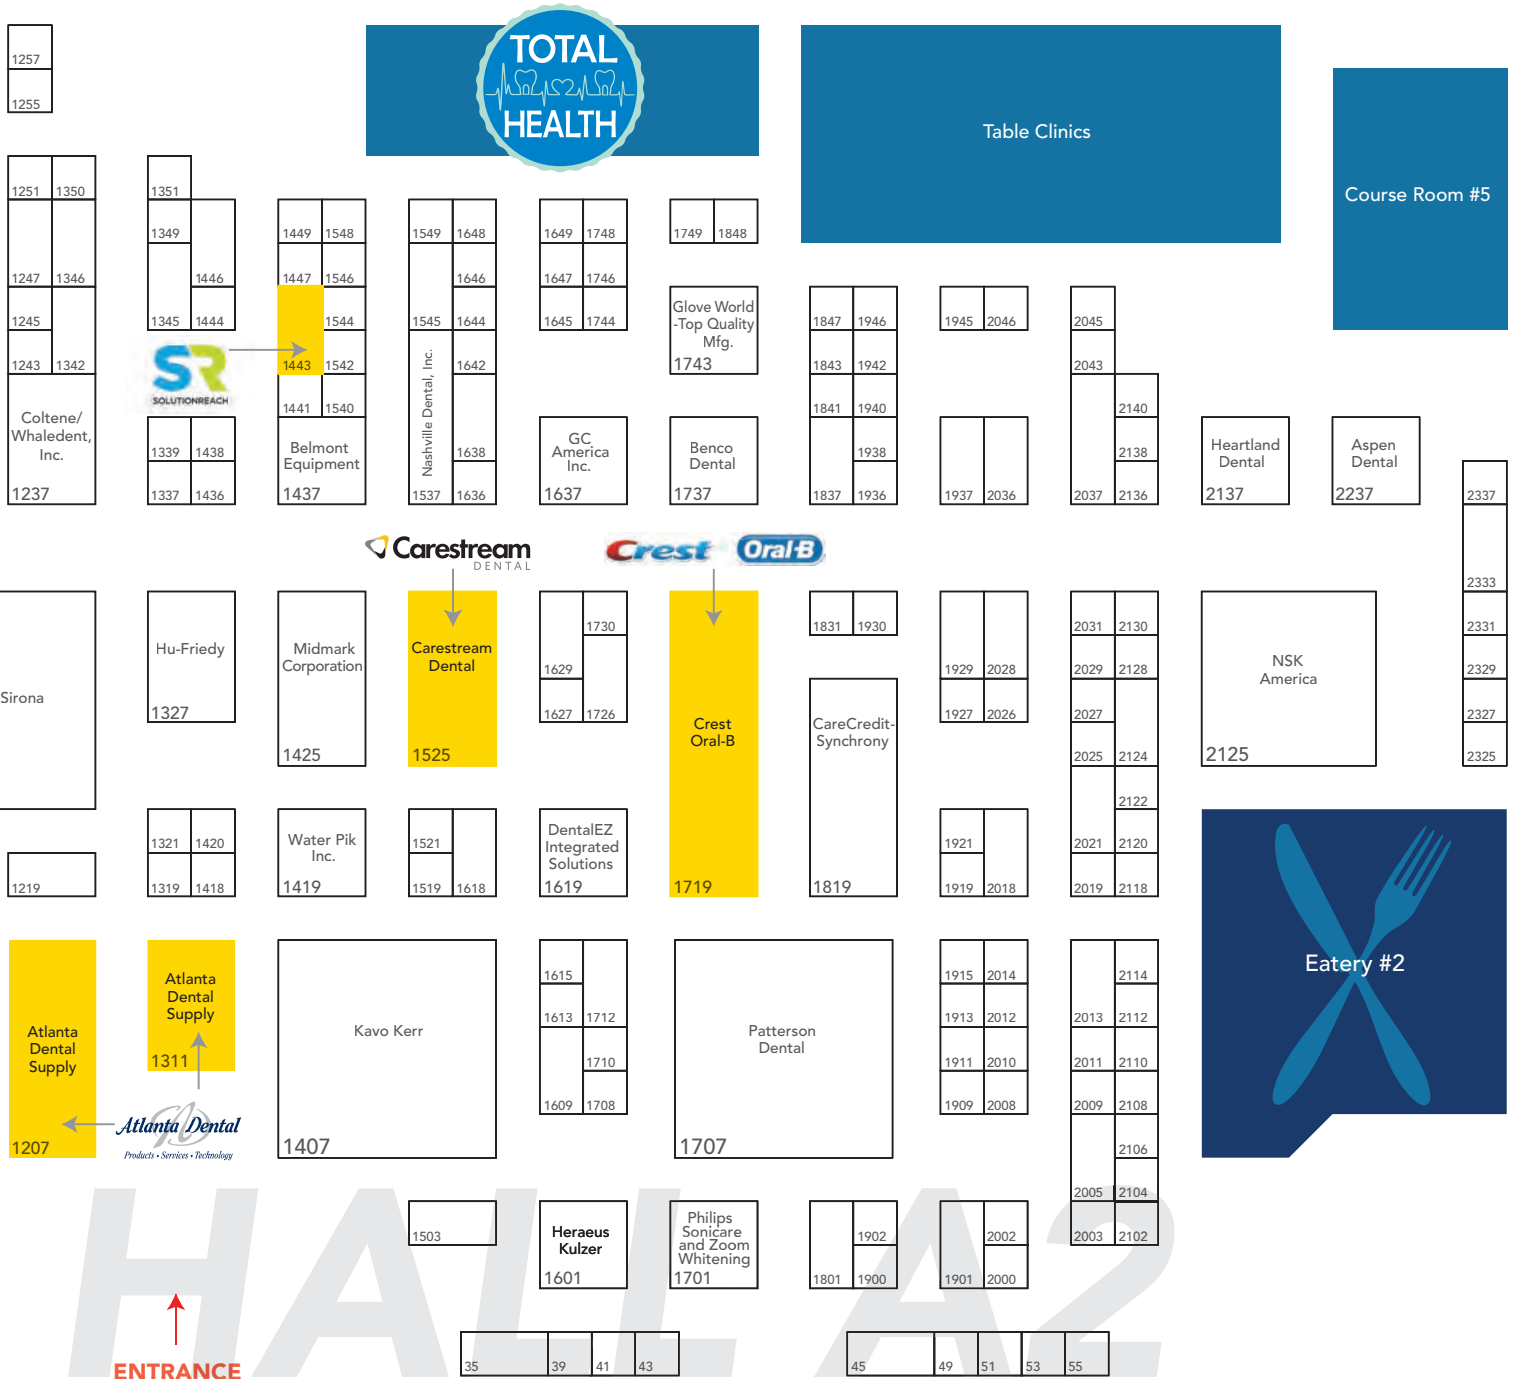 TOTAL
HEALTH
Table Clinics
Course Room #5
1257
1255
1251 1350
1351
1349
1449 1548
1549 1648
1649 1748
1749 1848
1247 1346
1446
1447 1546
1646
1647 1746
1245
1345 1444
1544
1545 1644
1645 1744
Glove World
-Top Quality
Mfg.
1743
1847 1946
1945 2046
2045
1243 1342
SR
SOLUTIONREACH
1443 1542
1642
1843 1942
2043
1441 1540
1841 1940
2140
Coltene/
Whaledent,
Inc.
1237
1339 1438
1337 1436
Belmont
Equipment
1437
Nashville Dental, Inc.
1537
1638
1636
GC
America
Inc.
1637
Benco
Dental
1737
1938
1837 1936
1937 2036
2138
2037 2136
Heartland
Dental
2137
Aspen
Dental
2237
2337
Carestream
DENTAL
Crest Oral-B
2333
Sirona
Hu-Friedy
1327
Midmark
Corporation
1425
Carestream
Dental
1525
1730
1629
1627 1726
Crest
Oral-B
1719
1831 1930
CareCredit-
Synchrony
1819
1929 2028
1927 2026
2031 2130
2029 2128
2027
2025 2124
2122
2021 2120
2019 2118
NSK
America
2125
2331
2329
2327
2325
1219
1321 1420
1319 1418
Water Pik
Inc.
1419
1521
1519 1618
DentalEZ
Integrated
Solutions
1619
1921
1919 2018
Eatery #2
Atlanta
Dental
Supply
1207
Atlanta
Dental
Supply
1311
Atlanta Dental
Products • Services • Technology
Kavo Kerr
1407
1615
1613 1712
1710
1609 1708
Patterson
Dental
1707
1915 2014
1913 2012
1911 2010
1909 2008
2114
2013 2112
2011 2110
2009 2108
2106
2005 2104
2003 2102
HALL A2
1503
Heraeus
Kulzer
1601
Philips
Sonicare
and Zoom
Whitening
1701
1902
1801 1900
2002
1901 2000
ENTRANCE
35 39 41 43
45 49 51 53 55